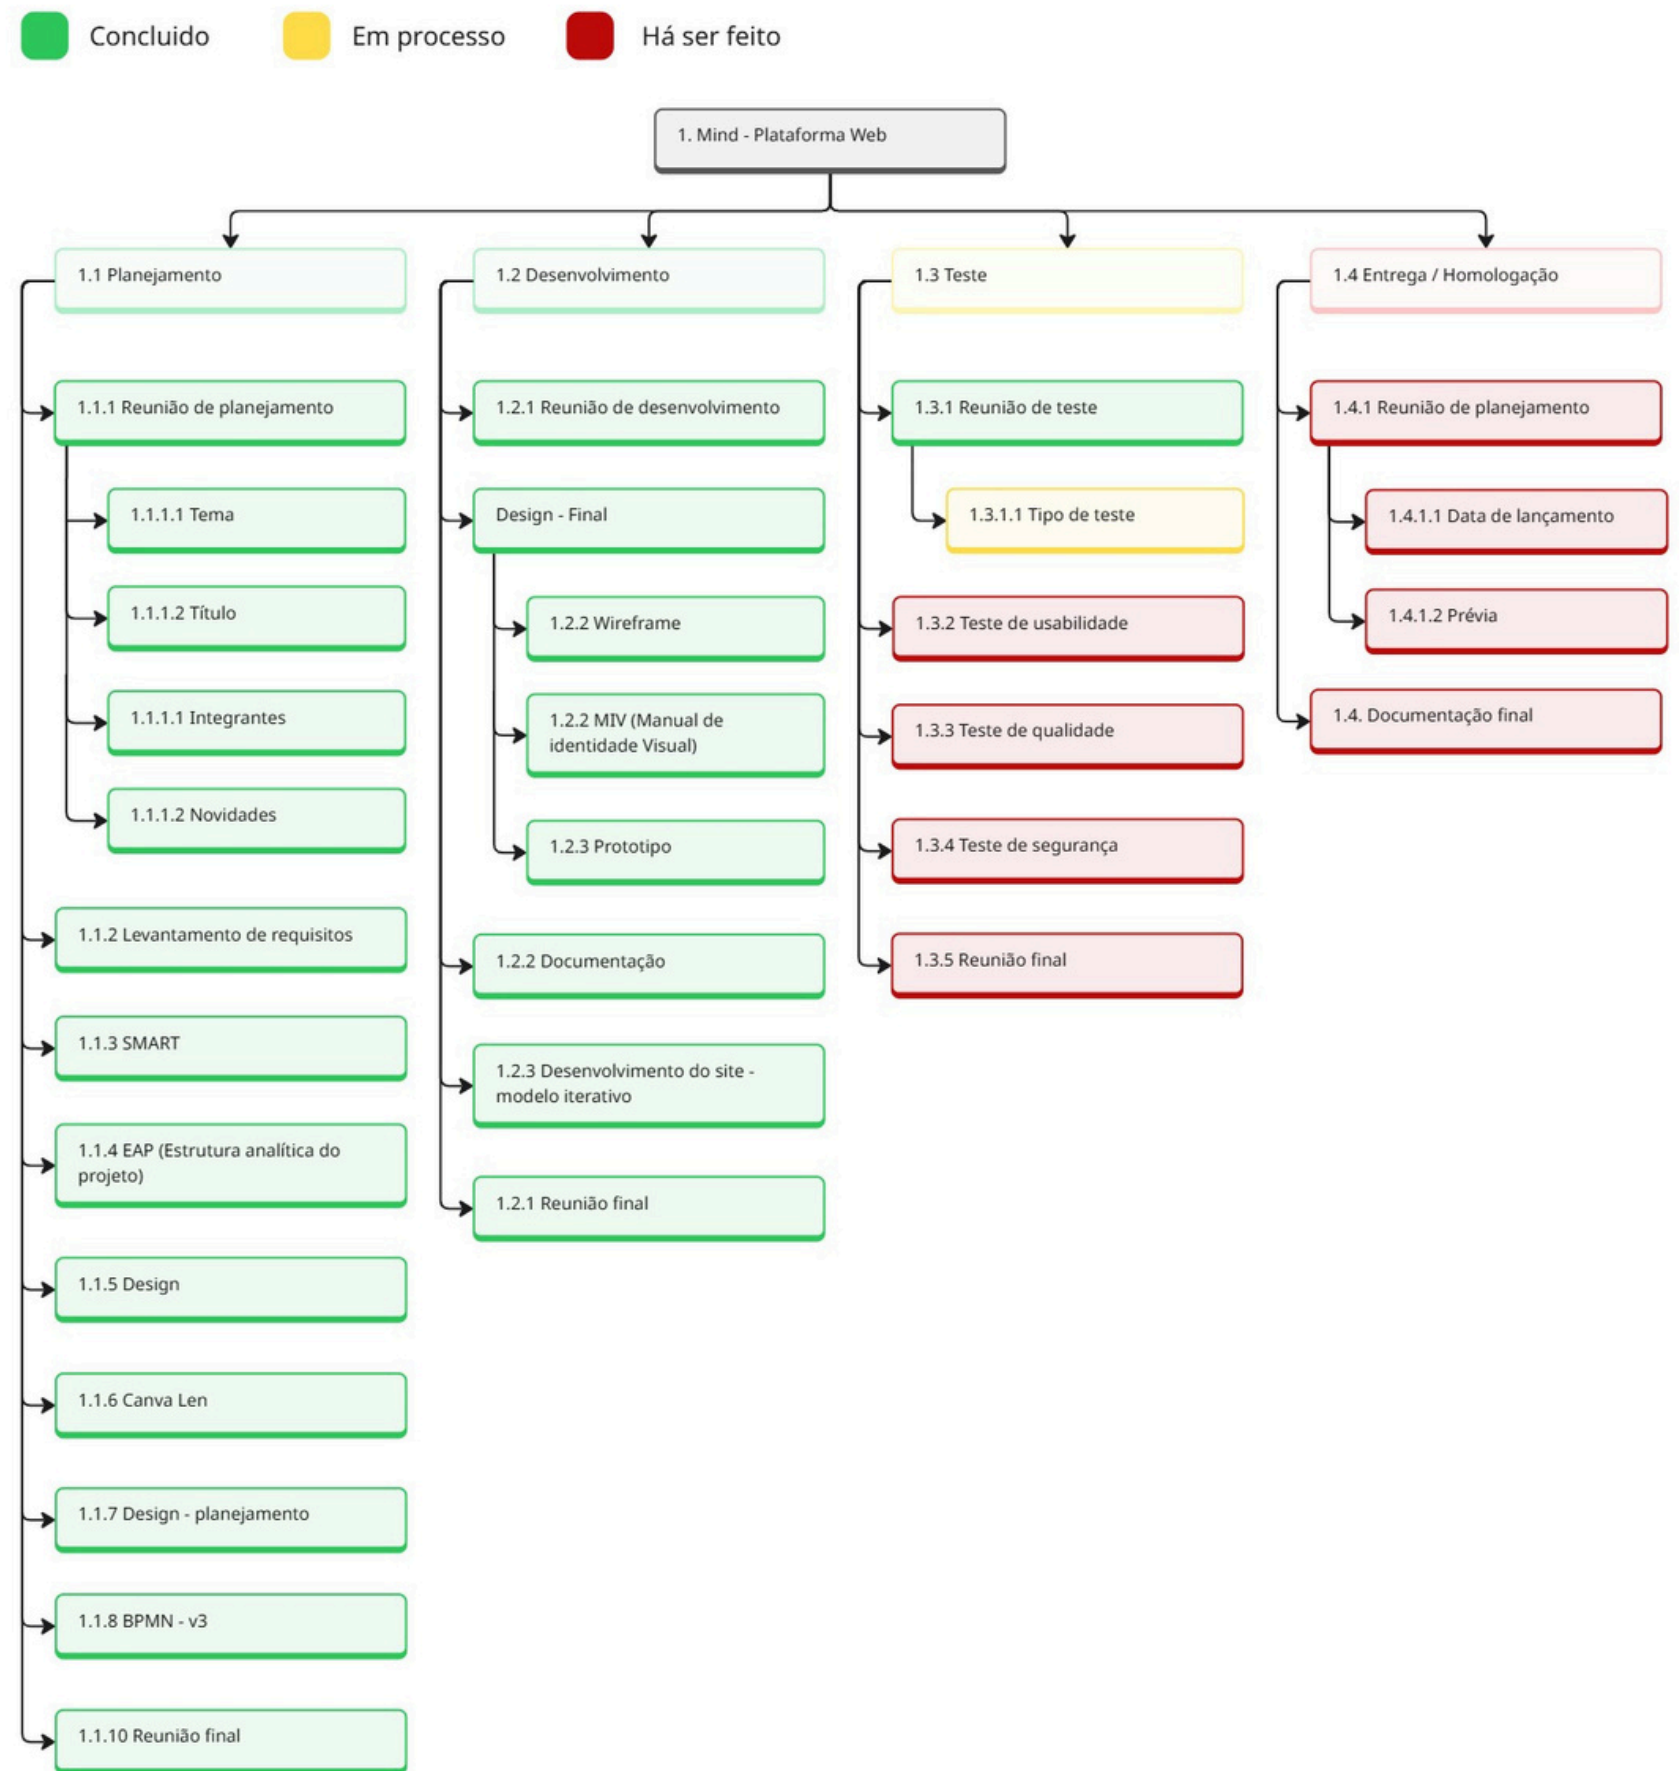 Concluido
Em processo
Há ser feito
1. Mind - Plataforma Web
1.1 Planejamento
1.1.1 Reunião de planejamento
1.1.1.1 Tema
1.1.1.2 Título
1.1.1.1 Integrantes
1.1.1.2 Novidades
1.1.2 Levantamento de requisitos
1.1.3 SMART
1.1.4 EAP (Estrutura analítica do
projeto)
1.1.5 Design
1.1.6 Canva Len
1.1.7 Design - planejamento
1.1.8 BPMN - v3
1.1.10 Reunião final
1.2 Desenvolvimento
1.2.1 Reunião de desenvolvimento
Design - Final
1.2.2 Wireframe
1.2.2 MIV (Manual de
identidade Visual)
1.2.3 Prototipo
1.2.2 Documentação
1.2.3 Desenvolvimento do site -
modelo iterativo
1.2.1 Reunião final
1.3 Teste
1.3.1 Reunião de teste
1.3.1.1 Tipo de teste
1.3.2 Teste de usabilidade
1.3.3 Teste de qualidade
1.3.4 Teste de segurança
1.3.5 Reunião final
1.4 Entrega / Homologação
1.4.1 Reunião de planejamento
1.4.1.1 Data de lançamento
1.4.1.2 Prévia
1.4. Documentação final